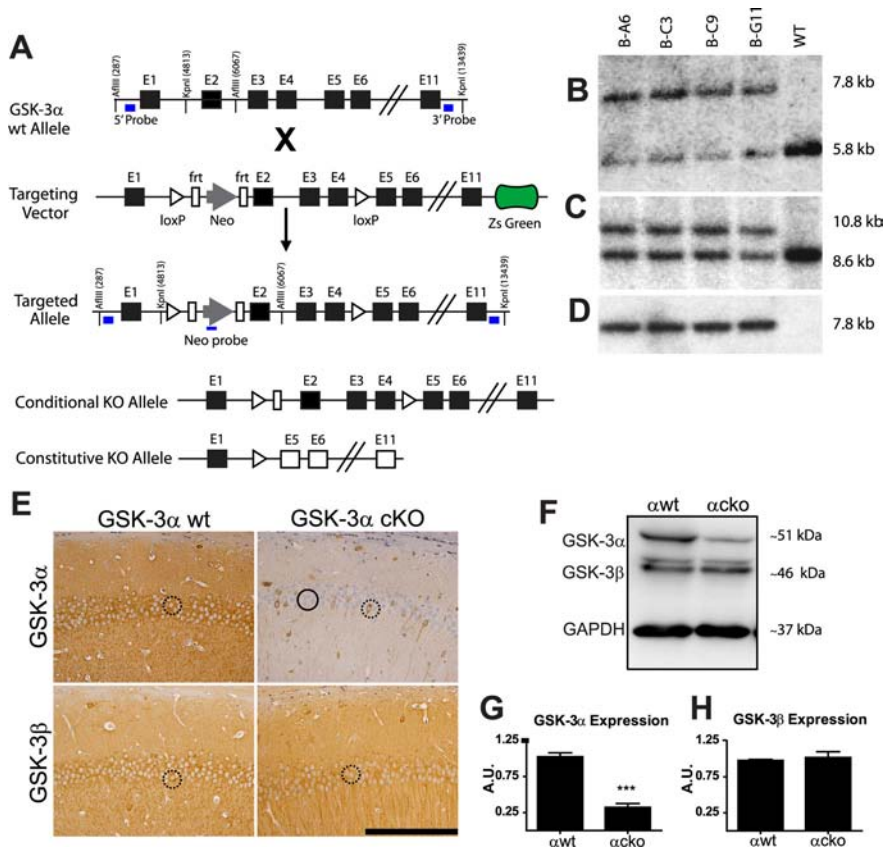 A
AflIII (287)
E1
KpnI (4813)
E2
AflIII (6067)
E3 E4 E5 E6 E11
KpnI (13439)
GSK-3α
wt Allele
5' Probe
3' Probe
X
E1 frt frt E2 E3 E4 E5 E6 E11
Targeting
Vector
loxP Neo loxP Zs Green
AflIII (287)
E1
KpnI (4813)
E2
AflIII (6067)
E3 E4 E5 E6 E11
KpnI (13439)
Targeted
Allele
Neo probe
E1 E2 E3 E4 E5 E6 E11
Conditional KO Allele
E1 E5 E6 E11
Constitutive KO Allele
B-A6 B-C3 B-C9 B-G11 WT
B
7.8 kb
5.8 kb
C
10.8 kb
8.6 kb
D
7.8 kb
E
GSK-3α wt GSK-3α cKO
GSK-3α
GSK-3β
F
αwt αcko
GSK-3α ~51 kDa
GSK-3β ~46 kDa
GAPDH ~37 kDa
G
GSK-3α Expression
1.25
0.75
0.25
A.U.
***
αwt αcko
H
GSK-3β Expression
1.25
0.75
0.25
A.U.
αwt αcko